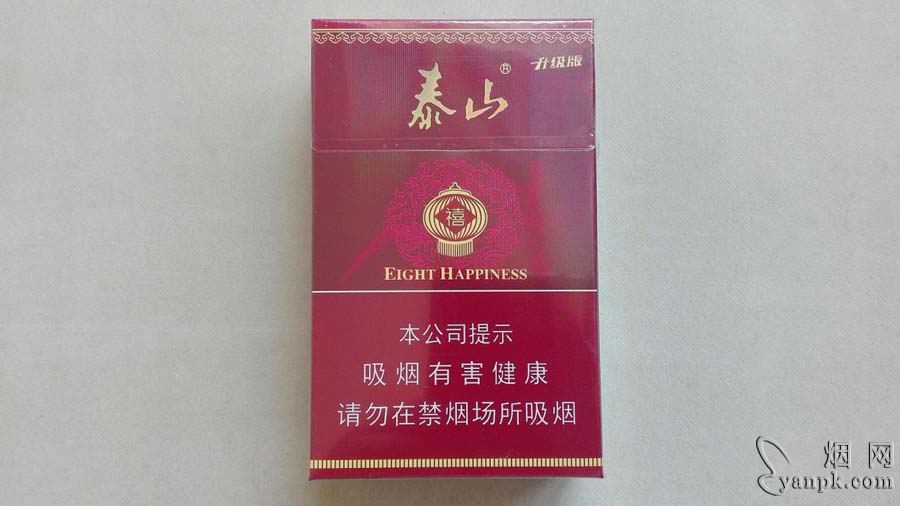 升级版
泰山®
禧
EIGHT HAPPINESS
本公司提示
吸烟有害健康
请勿在禁烟场所吸烟
烟网
yanpk.com